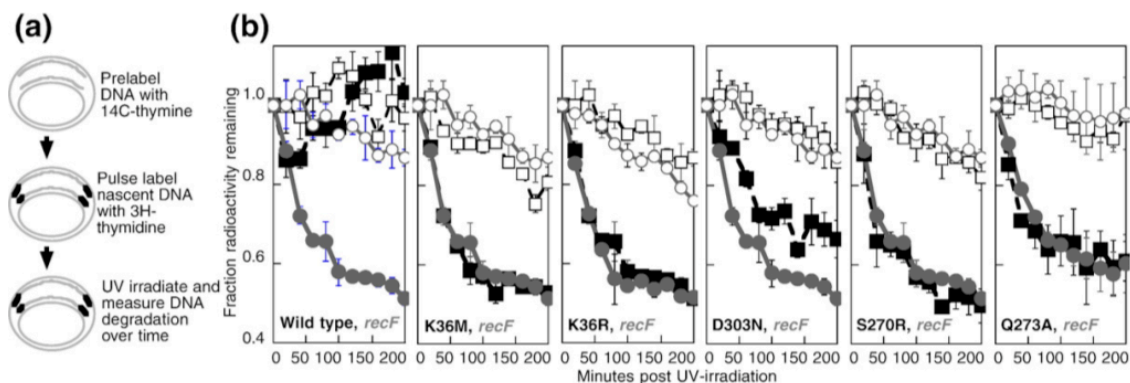 (a)
Prelabel
DNA with
14C-thymine
Pulse label
nascent DNA
with 3H-
thymidine
UV irradiate and
measure DNA
degradation
over time
(b)
Fraction radioactivity remaining
1.0
0.8
0.6
0.4
Wild type, recF
K36M, recF
K36R, recF
D303N, recF
S270R, recF
Q273A, recF
0 50 100 150 200 0 50 100 150 200 0 50 100 150 200 0 50 100 150 200 0 50 100 150 200 0 50 100 150 200
Minutes post UV-irradiation